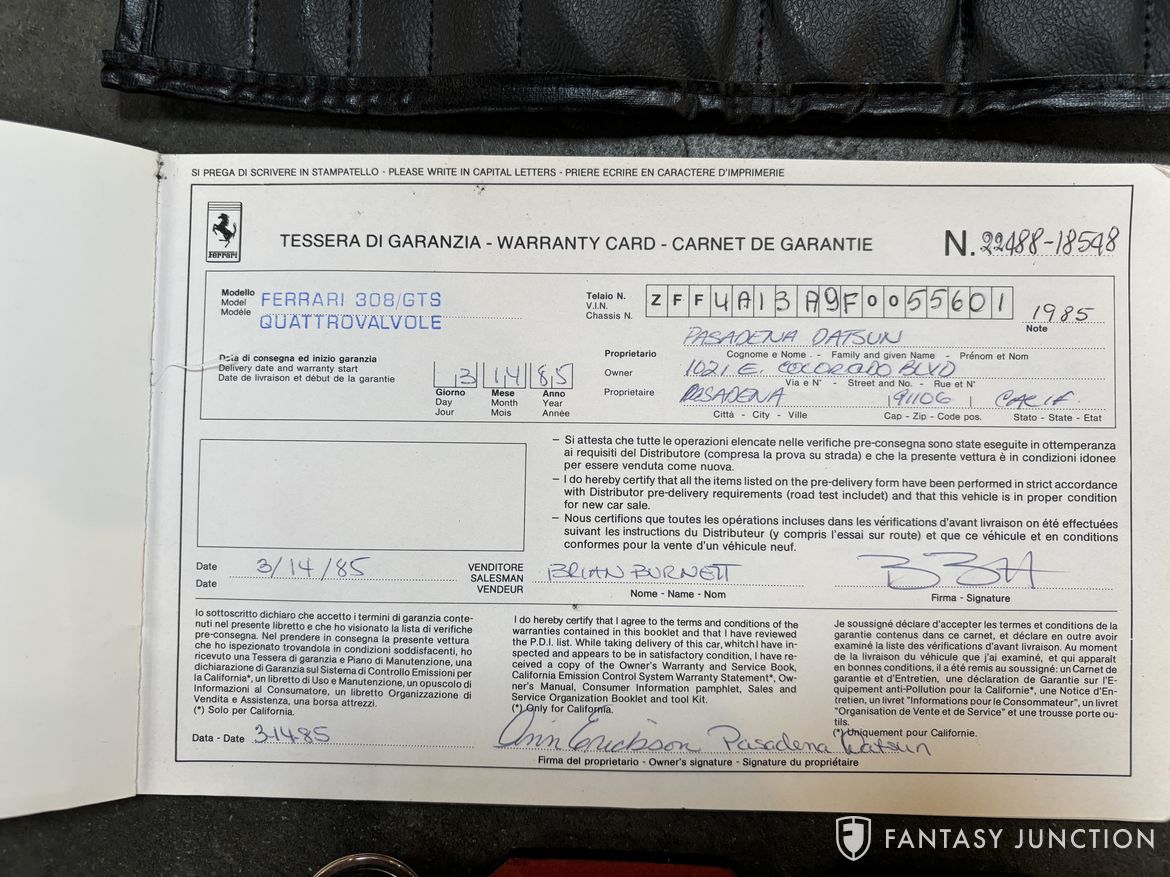 SI PREGA DI SCRIVERE IN STAMPATELLO - PLEASE WRITE IN CAPITAL LETTERS - PRIERE ECRIRE EN CARACTERE D'IMPRIMERIE
Ferrari
TESSERA DI GARANZIA - WARRANTY CARD - CARNET DE GARANTIE
N. 22488-18548
Modello
Model
Modèle
FERRARI 308/GTS
QUATTROVALVOLE
Telaio N.
V.I.N.
Chassis N.
ZFF4A13A9F0055601
1985
Note
Data di consegna ed inizio garanzia
Delivery date and warranty start
Date de livraison et début de la garantie
3 14 85
Giorno Mese Anno
Day Month Year
Jour Mois Année
Proprietario
Owner
Proprietaire
PASADENA DATSUN
Cognome e Nome . - Family and given Name - Prénom et Nom
1021 E. COLORADO BLVD
Via e N° - Street and No. - Rue et N°
PASADENA 91106 CALIF.
Città - City - Ville Cap - Zip - Code pos. Stato - State - Etat
— Si attesta che tutte le operazioni elencate nelle verifiche pre-consegna sono state eseguite in ottemperanza
ai requisiti del Distributore (compresa la prova su strada) e che la presente vettura è in condizioni idonee
per essere venduta come nuova.
— I do hereby certify that all the items listed on the pre-delivery form have been performed in strict accordance
with Distributor pre-delivery requirements (road test includet) and that this vehicle is in proper condition
for new car sale.
— Nous certifions que toutes les opérations incluses dans les vérifications d'avant livraison on été effectuées
suivant les instructions du Distributeur (y compris l'essai sur route) et que ce véhicule et en conditions
conformes pour la vente d'un véhicule neuf.
Date
Date
3/14/85
VENDITORE
SALESMAN
VENDEUR
BRIAN BURNETT
Nome - Name - Nom
Firma - Signature
Io sottoscritto dichiaro che accetto i termini di garanzia conte-
nuti nel presente libretto e che ho visionato la lista di verifiche
pre-consegna. Nel prendere in consegna la presente vettura
che ho ispezionato trovandola in condizioni soddisfacenti, ho
ricevuto una Tessera di garanzia e Piano di Manutenzione, una
dichiarazione di Garanzia sul Sistema di Controllo Emissioni per
la California*, un libretto di Uso e Manutenzione, un opuscolo di
Informazioni al Consumatore, un libretto Organizzazione di
Vendita e Assistenza, una borsa attrezzi.
(*) Solo per California.
I do hereby certify that I agree to the terms and conditions of the
warranties contained in this booklet and that I have reviewed
the P.D.I. list. While taking delivery of this car, whitch I have in-
spected and appears to be in satisfactory condition, I have re-
ceived a copy of the Owner's Warranty and Service Book,
California Emission Control System Warranty Statement*, Ow-
ner's Manual, Consumer Information pamphlet, Sales and
Service Organization Booklet and tool Kit.
(*) Only for California.
Je soussigné déclare d'accepter les termes et conditions de la
garantie contenus dans ce carnet, et déclare en outre avoir
examiné la liste des vérifications d'avant livraison. Au moment
de la livraison du véhicule que j'ai examiné, et qui apparaît
en bonnes conditions, il a été remis au soussigné: un Carnet de
garantie et d'Entretien, une déclaration de Garantie sur l'E-
quipement anti-Pollution pour la Californie*, une Notice d'En-
tretien, un livret "Informations pour le Consommateur", un livret
"Organisation de Vente et de Service" et une trousse porte ou-
tils.
(*) Uniquement pour Californie.
Data - Date 3-14-85
Ann Erickson Pasadena Datsun
Firma del proprietario - Owner's signature - Signature du propriétaire
FANTASY JUNCTION